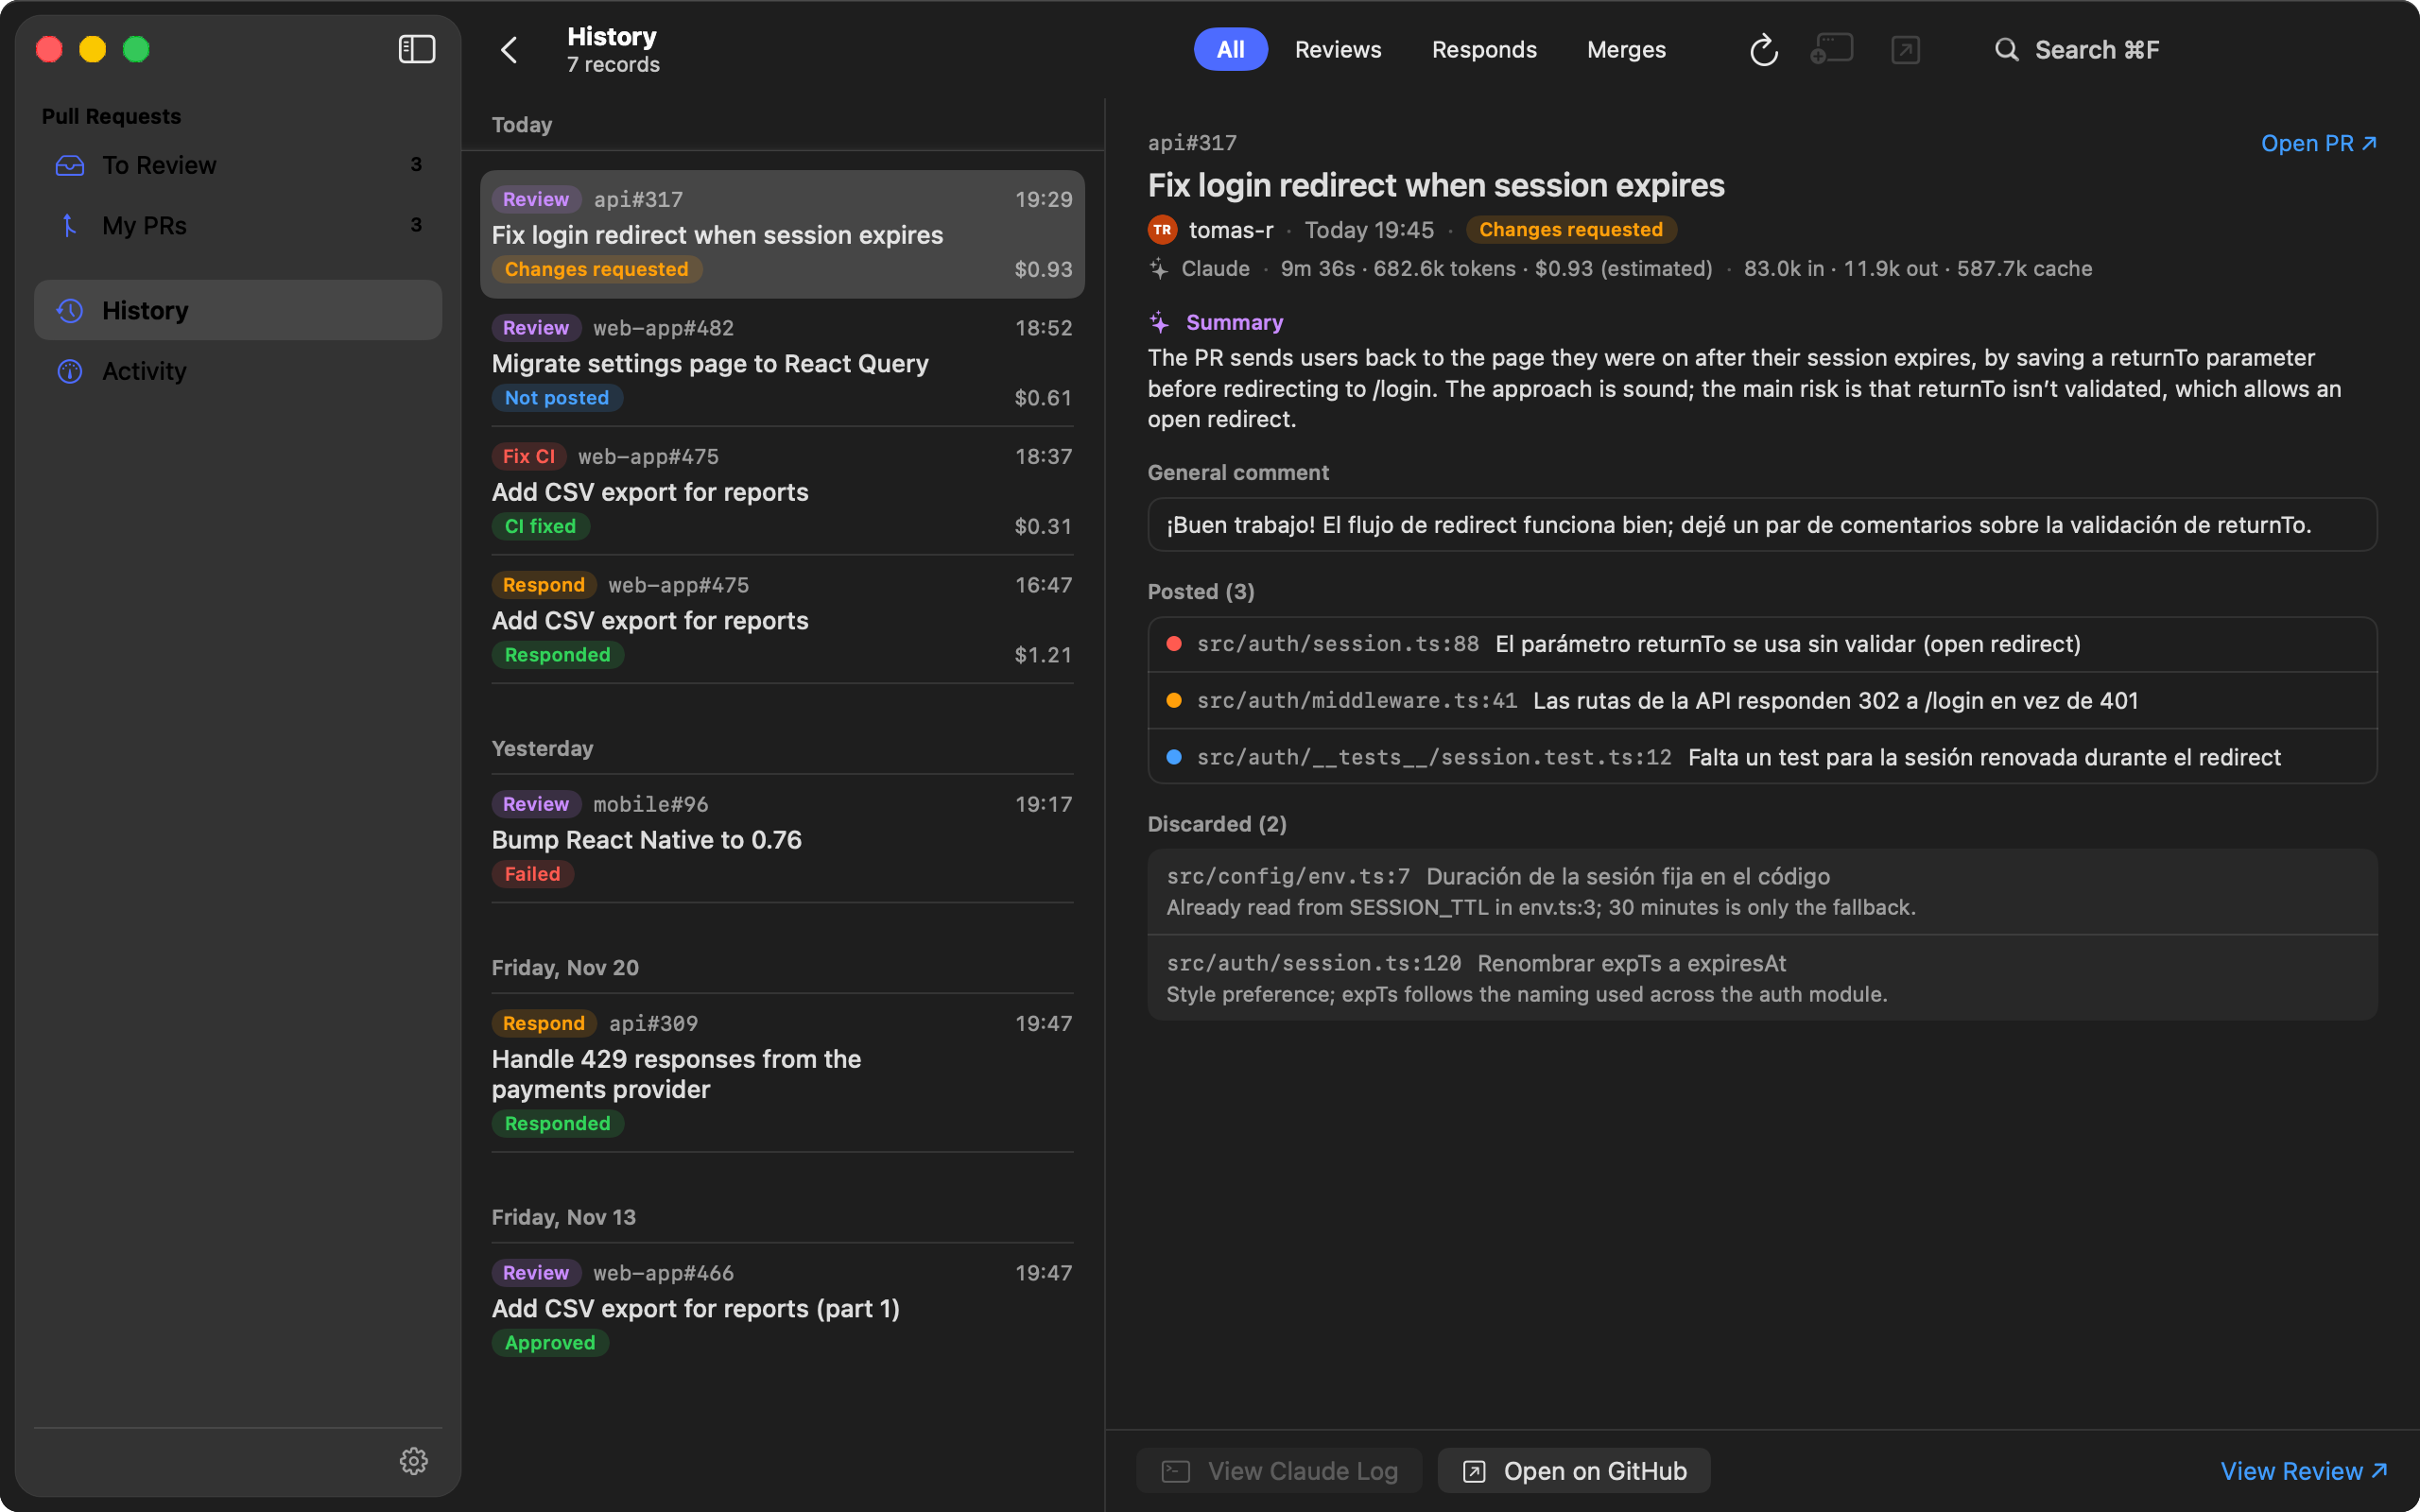 Pull Requests
To Review 3
My PRs 3
History
Activity
History
7 records
All Reviews Responds Merges
Search ⌘F
Today
Review api#317 19:29
Fix login redirect when session expires
Changes requested $0.93
Review web-app#482 18:52
Migrate settings page to React Query
Not posted $0.61
Fix CI web-app#475 18:37
Add CSV export for reports
CI fixed $0.31
Respond web-app#475 16:47
Add CSV export for reports
Responded $1.21
Yesterday
Review mobile#96 19:17
Bump React Native to 0.76
Failed
Friday, Nov 20
Respond api#309 19:47
Handle 429 responses from the
payments provider
Responded
Friday, Nov 13
Review web-app#466 19:47
Add CSV export for reports (part 1)
Approved
api#317 Open PR ↗
Fix login redirect when session expires
TR tomas-r · Today 19:45 · Changes requested
Claude · 9m 36s · 682.6k tokens · $0.93 (estimated) · 83.0k in · 11.9k out · 587.7k cache
Summary
The PR sends users back to the page they were on after their session expires, by saving a returnTo parameter
before redirecting to /login. The approach is sound; the main risk is that returnTo isn’t validated, which allows an
open redirect.
General comment
¡Buen trabajo! El flujo de redirect funciona bien; dejé un par de comentarios sobre la validación de returnTo.
Posted (3)
src/auth/session.ts:88 El parámetro returnTo se usa sin validar (open redirect)
src/auth/middleware.ts:41 Las rutas de la API responden 302 a /login en vez de 401
src/auth/__tests__/session.test.ts:12 Falta un test para la sesión renovada durante el redirect
Discarded (2)
src/config/env.ts:7 Duración de la sesión fija en el código
Already read from SESSION_TTL in env.ts:3; 30 minutes is only the fallback.
src/auth/session.ts:120 Renombrar expTs a expiresAt
Style preference; expTs follows the naming used across the auth module.
View Claude Log Open on GitHub View Review ↗